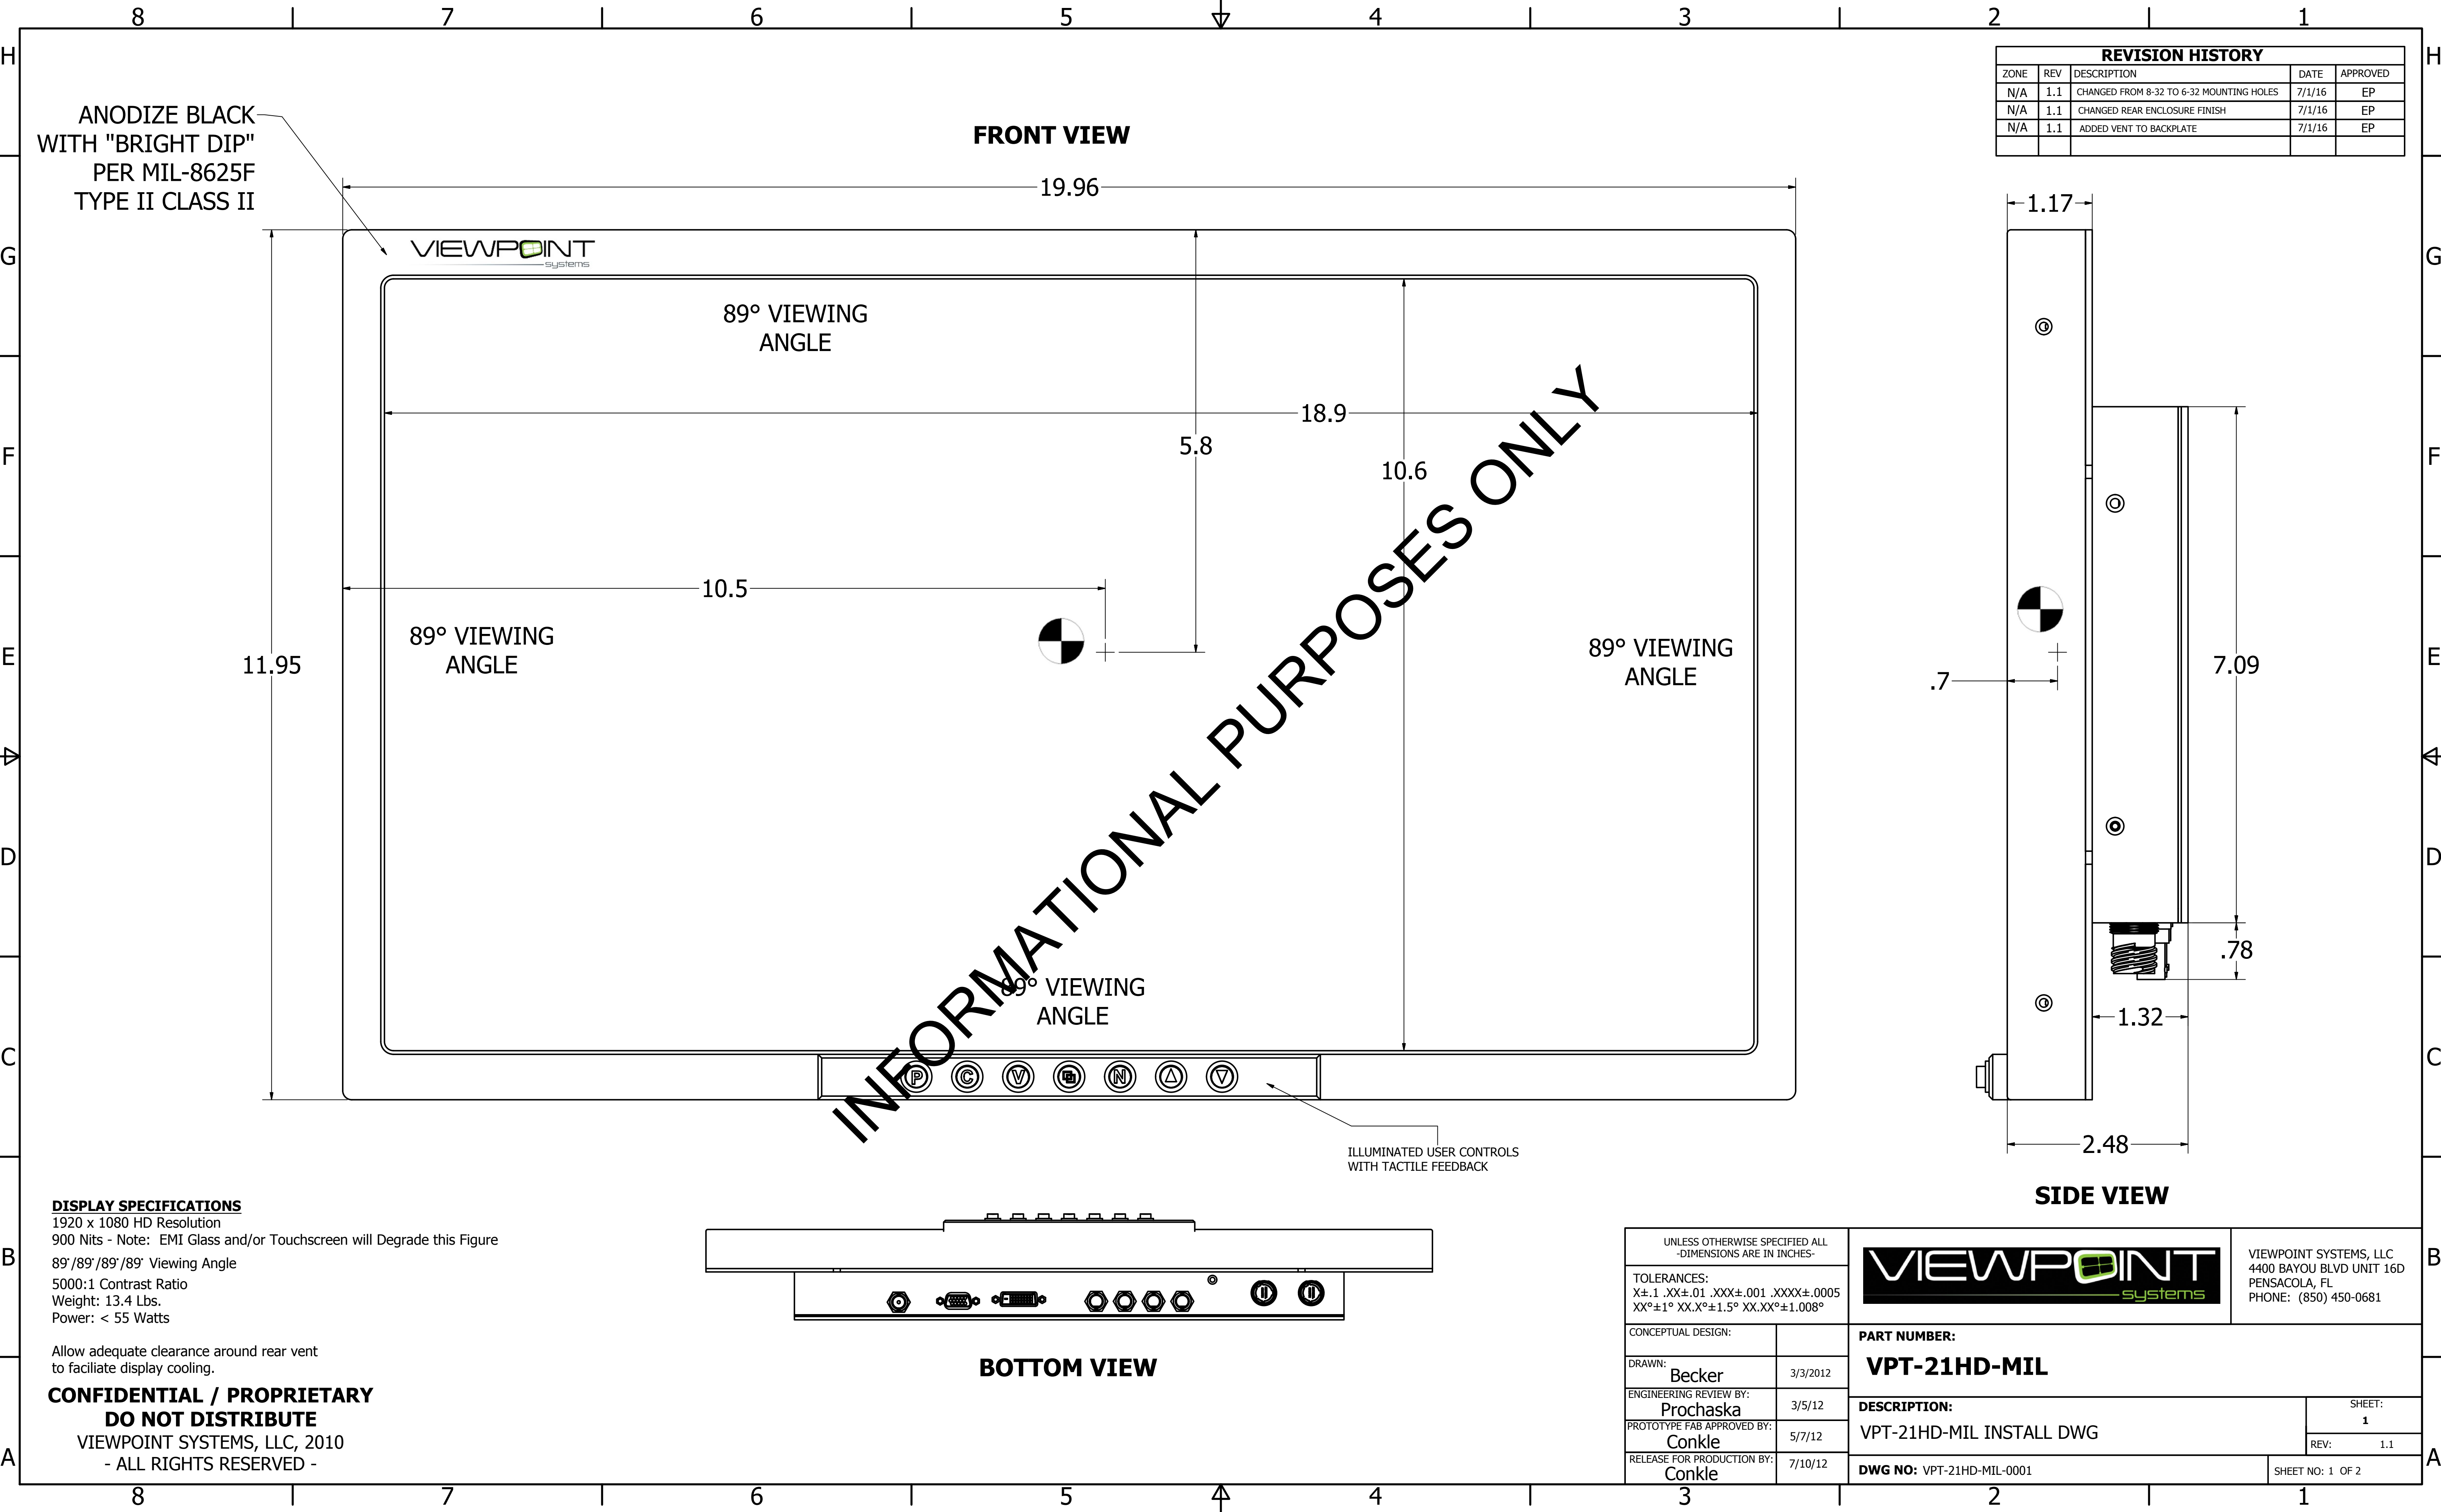 8 7 6 5 4 3 2 1
H
H
G
G
F
F
E
E
D
D
C
C
B
B
A
A
REVISION HISTORY
ZONE REV DESCRIPTION DATE APPROVED
N/A 1.1 CHANGED FROM 8-32 TO 6-32 MOUNTING HOLES 7/1/16 EP
N/A 1.1 CHANGED REAR ENCLOSURE FINISH 7/1/16 EP
N/A 1.1 ADDED VENT TO BACKPLATE 7/1/16 EP
ANODIZE BLACK
WITH "BRIGHT DIP"
PER MIL-8625F
TYPE II CLASS II
FRONT VIEW
19.96
VIEWPOINT
systems
89° VIEWING
ANGLE
18.9
5.8
10.6
10.5
89° VIEWING
ANGLE
11.95
89° VIEWING
ANGLE
89° VIEWING
ANGLE
INFORMATIONAL PURPOSES ONLY
P C V N
ILLUMINATED USER CONTROLS
WITH TACTILE FEEDBACK
1.17
.7
7.09
.78
1.32
2.48
SIDE VIEW
DISPLAY SPECIFICATIONS
1920 x 1080 HD Resolution
900 Nits - Note: EMI Glass and/or Touchscreen will Degrade this Figure
89°/89°/89°/89° Viewing Angle
5000:1 Contrast Ratio
Weight: 13.4 Lbs.
Power: < 55 Watts
Allow adequate clearance around rear vent
to faciliate display cooling.
CONFIDENTIAL / PROPRIETARY
DO NOT DISTRIBUTE
VIEWPOINT SYSTEMS, LLC, 2010
- ALL RIGHTS RESERVED -
BOTTOM VIEW
UNLESS OTHERWISE SPECIFIED ALL
-DIMENSIONS ARE IN INCHES-
TOLERANCES:
X±.1 .XX±.01 .XXX±.001 .XXXX±.0005
XX°±1° XX.X°±1.5° XX.XX°±1.008°
CONCEPTUAL DESIGN:
DRAWN:
Becker 3/3/2012
ENGINEERING REVIEW BY:
Prochaska 3/5/12
PROTOTYPE FAB APPROVED BY:
Conkle 5/7/12
RELEASE FOR PRODUCTION BY:
Conkle 7/10/12
VIEWPOINT
systems
VIEWPOINT SYSTEMS, LLC
4400 BAYOU BLVD UNIT 16D
PENSACOLA, FL
PHONE: (850) 450-0681
PART NUMBER:
VPT-21HD-MIL
DESCRIPTION:
VPT-21HD-MIL INSTALL DWG
SHEET:
1
REV: 1.1
DWG NO: VPT-21HD-MIL-0001
SHEET NO: 1 OF 2
8 7 6 5 4 3 2 1